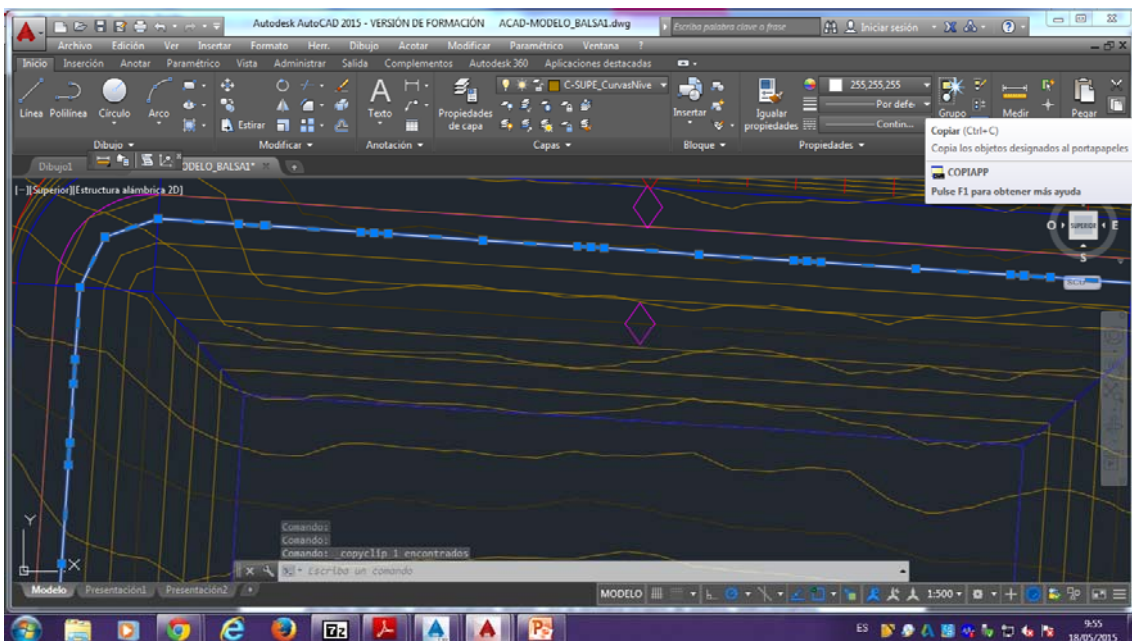 Autodesk AutoCAD 2015 - VERSIÓN DE FORMACIÓN ACAD-MODELO_BALSA1.dwg
Escriba palabra clave o frase
Iniciar sesión
Archivo Edición Ver Insertar Formato Herr. Dibujo Acotar Modificar Paramétrico Ventana ?
Inicio Inserción Anotar Paramétrico Vista Administrar Salida Complementos Autodesk 360 Aplicaciones destacadas
C-SUPE_CurvasNive
255,255,255
Por defe
Contin...
Línea Polilínea Círculo Arco
Estirar
Texto
Propiedades de capa
Insertar
Igualar propiedades
Grupo
Medir
Pegar
Dibujo
Modificar
Anotación
Capas
Bloque
Propiedades
Copiar (Ctrl+C)
Copia los objetos designados al portapapeles
COPIAPP
Pulse F1 para obtener más ayuda
Dibujo1
ODELO_BALSA1*
[−][Superior][Estructura alámbrica 2D]
O
SUPERIOR
E
S
Y
X
Comando:
Comando:
Comando: _copyclip 1 encontrados
Escriba un comando
Modelo Presentación1 Presentación2
MODELO
1:500
7z
ES
9:55
18/05/2015